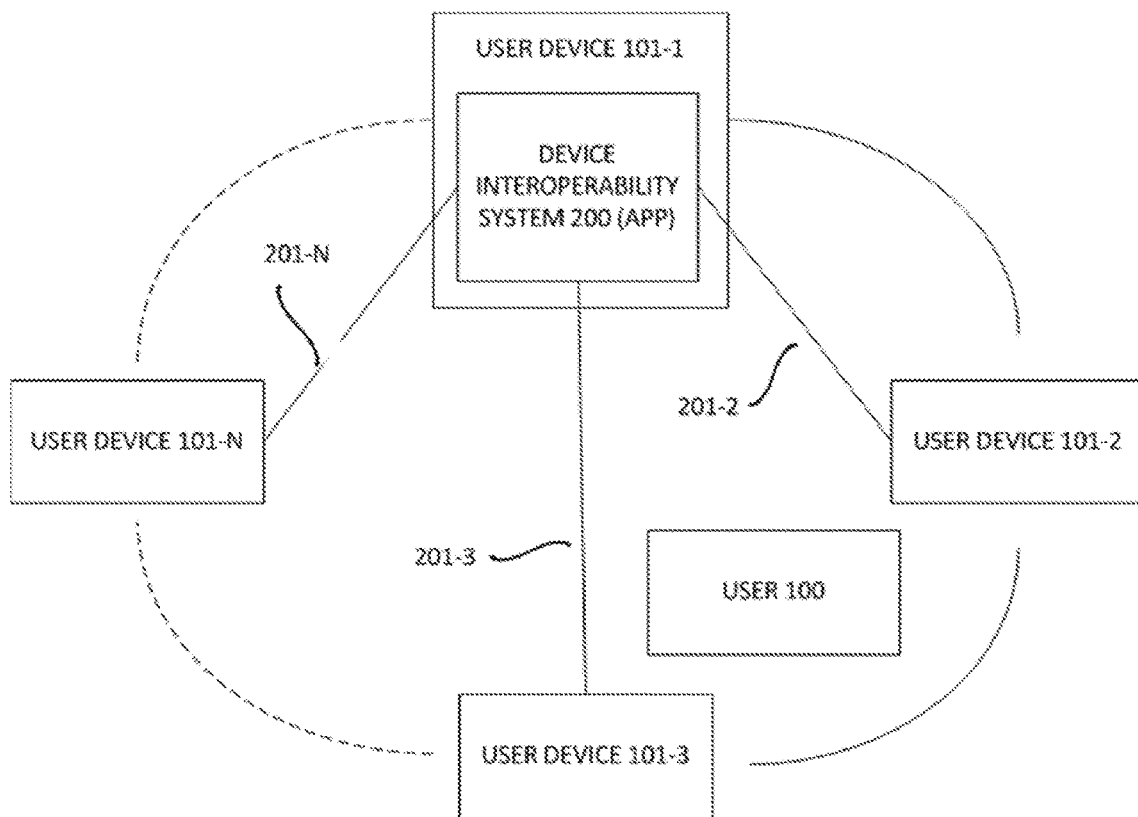 USER DEVICE 101-1
DEVICE
INTEROPERABILITY
SYSTEM 200 (APP)
201-N
201-2
USER DEVICE 101-N
USER DEVICE 101-2
201-3
USER 100
USER DEVICE 101-3